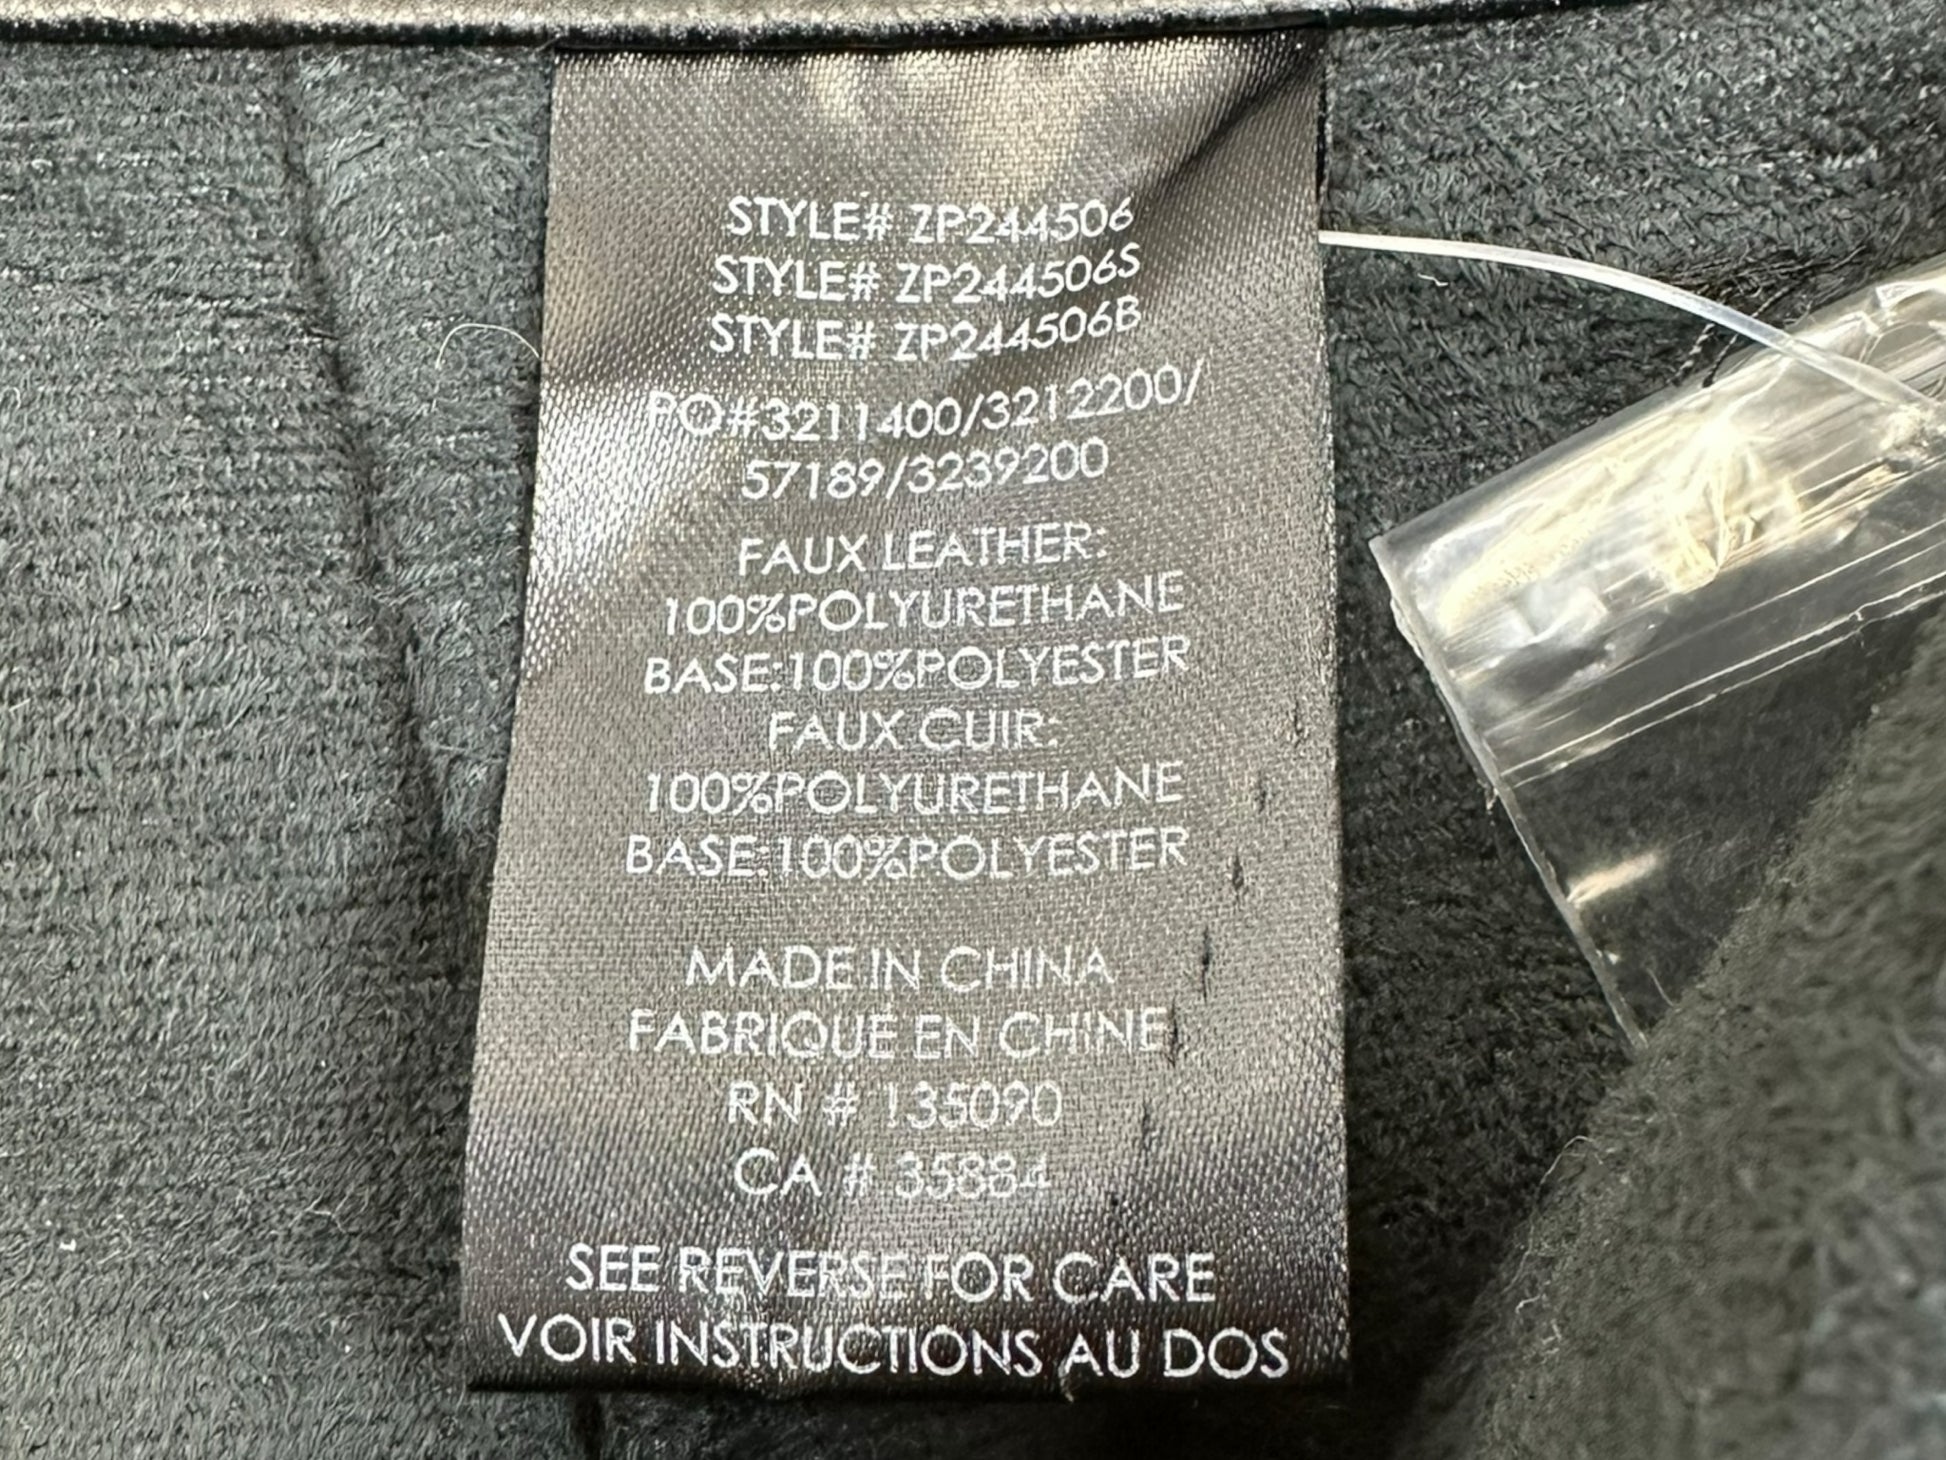 STYLE# ZP244506
STYLE# ZP244506S
STYLE# ZP244506B
PO#3211400/3212200/
57189/3239200
FAUX LEATHER:
100%POLYURETHANE
BASE:100%POLYESTER
FAUX CUIR:
100%POLYURETHANE
BASE:100%POLYESTER
MADE IN CHINA
FABRIQUÉ EN CHINE
RN # 135090
CA # 35884
SEE REVERSE FOR CARE
VOIR INSTRUCTIONS AU DOS